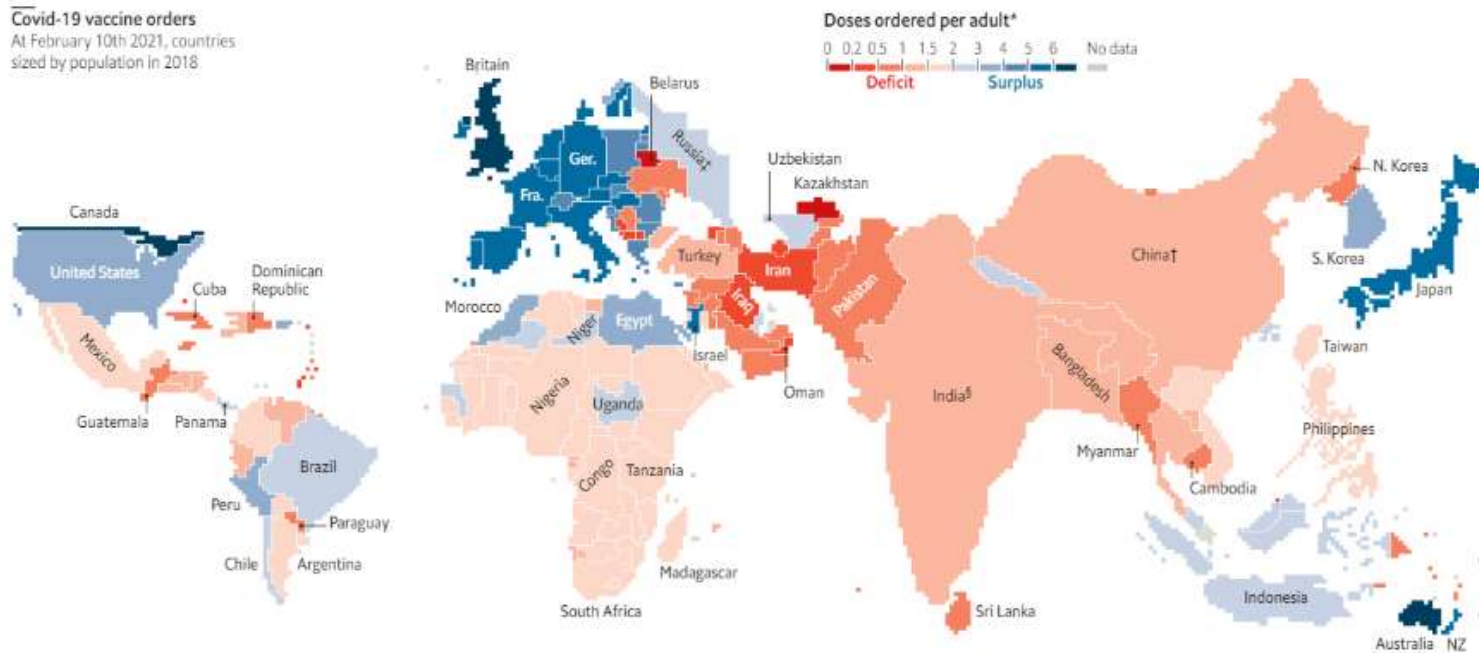 Covid-19 vaccine orders
At February 10th 2021, countries
sized by population in 2018
Doses ordered per adult*
0 0.2 0.5 1 1.5 2 3 5 6 No data
Deficit Surplus
Britain
Belarus
Russia‡
Uzbekistan
Kazakhstan
Ger.
Fra.
N. Korea
Canada
United States
Cuba
Dominican
Republic
Turkey
Iran
China†
S. Korea
Japan
Morocco
Niger
Egypt
Iraq
Pakistan
Mexico
Israel
Oman
Bangladesh
Taiwan
Nigeria
Uganda
India§
Guatemala
Panama
Philippines
Myanmar
Brazil
Congo
Tanzania
Cambodia
Peru
Paraguay
Chile
Argentina
Madagascar
South Africa
Sri Lanka
Indonesia
Australia NZ